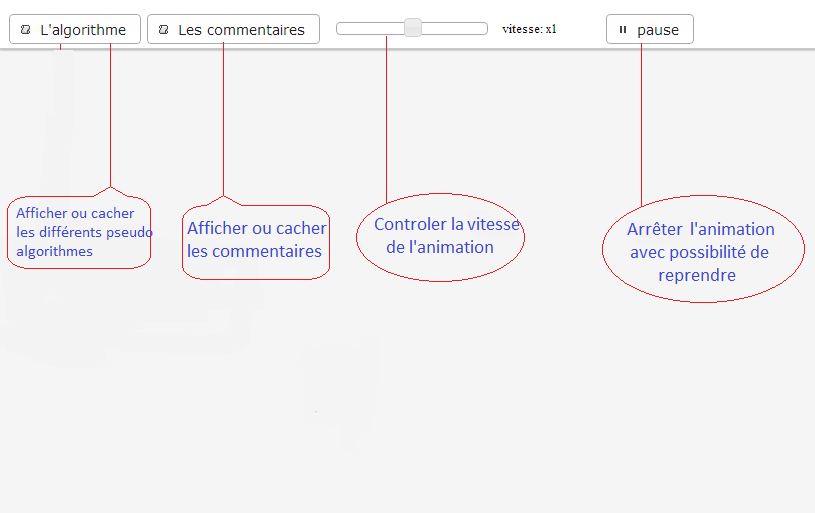 L'algorithme
Les commentaires
vitesse: x1
pause
Afficher ou cacher
les différents pseudo
algorithmes
Afficher ou cacher
les commentaires
Controler la vitesse
de l'animation
Arrêter l'animation
avec possibilité de
reprendre